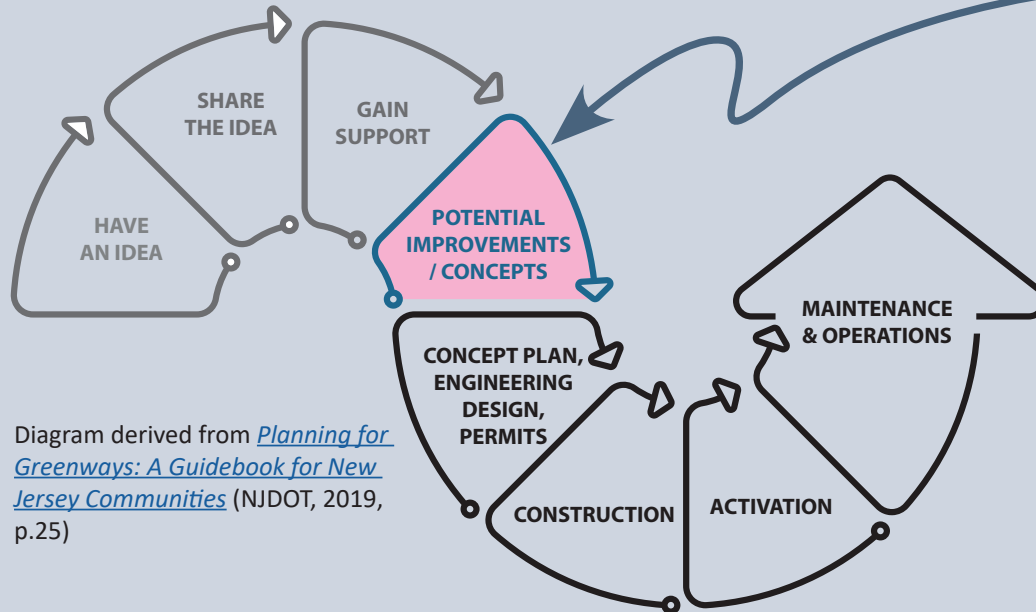 HAVE
AN IDEA
SHARE
THE IDEA
GAIN
SUPPORT
POTENTIAL
IMPROVEMENTS
/ CONCEPTS
CONCEPT PLAN,
ENGINEERING
DESIGN,
PERMITS
CONSTRUCTION
ACTIVATION
MAINTENANCE
& OPERATIONS
Diagram derived from Planning for
Greenways: A Guidebook for New
Jersey Communities (NJDOT, 2019,
p.25)